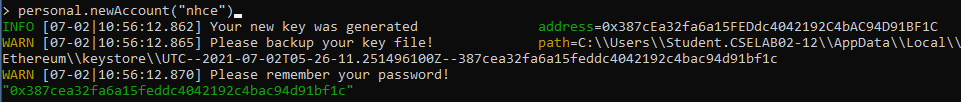 > personal.newAccount("nhce")
INFO [07-02|10:56:12.862] Your new key was generated address=0x387cEa32fa6a15FEDdc4042192C4bAC94D91BF1C
WARN [07-02|10:56:12.865] Please backup your key file! path=C:\\Users\\Student.CSELAB02-12\\AppData\\Local\\
Ethereum\\keystore\\UTC--2021-07-02T05-26-11.251496100Z--387cea32fa6a15feddc4042192c4bac94d91bf1c
WARN [07-02|10:56:12.870] Please remember your password!
"0x387cea32fa6a15feddc4042192c4bac94d91bf1c"